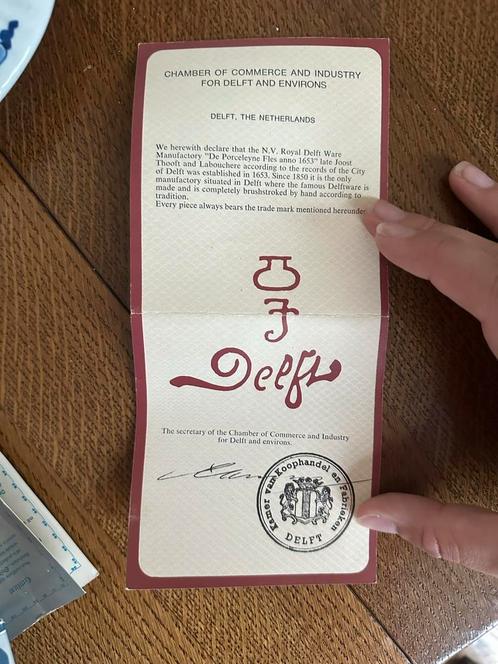 CHAMBER OF COMMERCE AND INDUSTRY
FOR DELFT AND ENVIRONS
DELFT, THE NETHERLANDS
We herewith declare that the N.V. Royal Delft Ware
Manufactory "De Porceleyne Fles anno 1653" late Joost
Thooft and Labouchere according to the records of the City
of Delft was established in 1653. Since 1850 it is the only
manufactory situated in Delft where the famous Delftware is
made and is completely brushstroked by hand according to
tradition.
Every piece always bears the trade mark mentioned hereunder
Delft
The secretary of the Chamber of Commerce and Industry
for Delft and environs.
Kamer van Koophandel en Fabrieken
DELFT